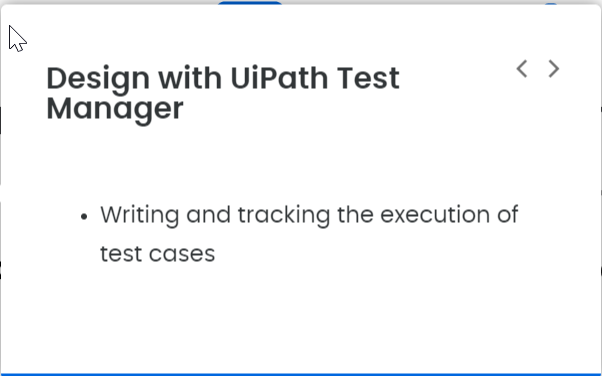 Design with UiPath Test
Manager
• Writing and tracking the execution of
test cases